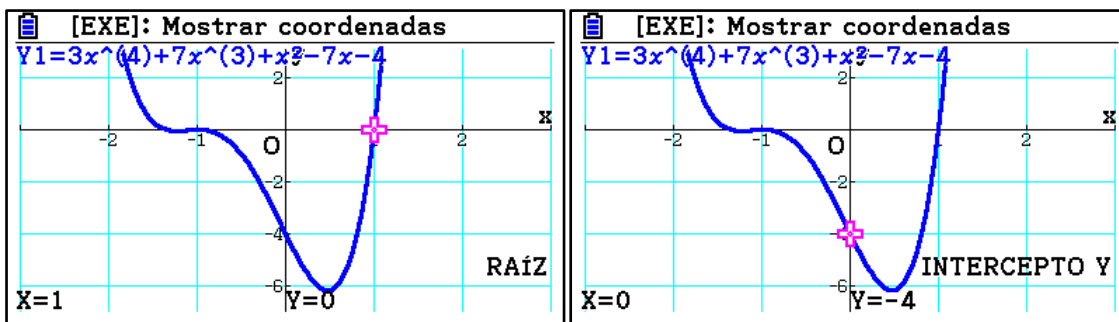 [EXE]: Mostrar coordenadas
Y1=3x^(4)+7x^(3)+x²-7x-4
y
2
x
-2
-1
O
1
2
-2
-4
RAÍZ
-6
X=1
Y=0
[EXE]: Mostrar coordenadas
Y1=3x^(4)+7x^(3)+x²-7x-4
y
2
x
-2
-1
O
1
2
-2
-4
INTERCEPTO Y
-6
X=0
Y=-4